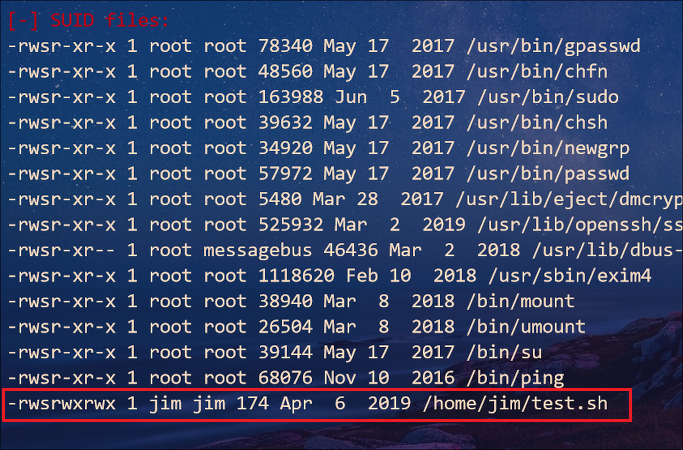 [-] SUID files:
-rwsr-xr-x 1 root root 78340 May 17  2017 /usr/bin/gpasswd
-rwsr-xr-x 1 root root 48560 May 17  2017 /usr/bin/chfn
-rwsr-xr-x 1 root root 163988 Jun  5  2017 /usr/bin/sudo
-rwsr-xr-x 1 root root 39632 May 17  2017 /usr/bin/chsh
-rwsr-xr-x 1 root root 34920 May 17  2017 /usr/bin/newgrp
-rwsr-xr-x 1 root root 57972 May 17  2017 /usr/bin/passwd
-rwsr-xr-x 1 root root 5480 Mar 28  2017 /usr/lib/eject/dmcryp
-rwsr-xr-x 1 root root 525932 Mar  2  2019 /usr/lib/openssh/ss
-rwsr-xr-- 1 root messagebus 46436 Mar  2  2018 /usr/lib/dbus-
-rwsr-xr-x 1 root root 1118620 Feb 10  2018 /usr/sbin/exim4
-rwsr-xr-x 1 root root 38940 Mar  8  2018 /bin/mount
-rwsr-xr-x 1 root root 26504 Mar  8  2018 /bin/umount
-rwsr-xr-x 1 root root 39144 May 17  2017 /bin/su
-rwsr-xr-x 1 root root 68076 Nov 10  2016 /bin/ping
-rwsrwxrwx 1 jim jim 174 Apr  6  2019 /home/jim/test.sh